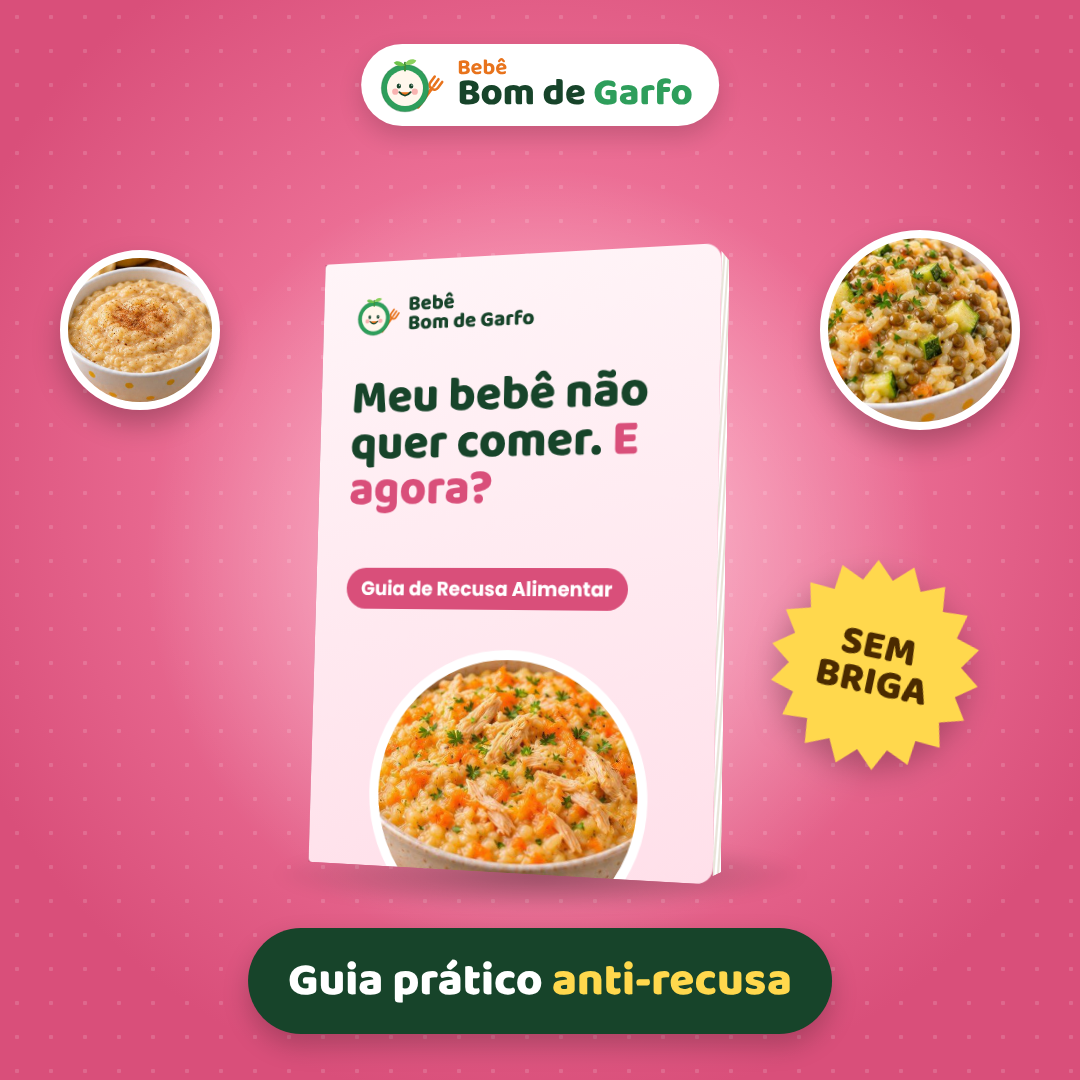 Bebê
Bom de Garfo
Bebê
Bom de Garfo
Meu bebê não
quer comer. E
agora?
Guia de Recusa Alimentar
SEM
BRIGA
Guia prático anti-recusa